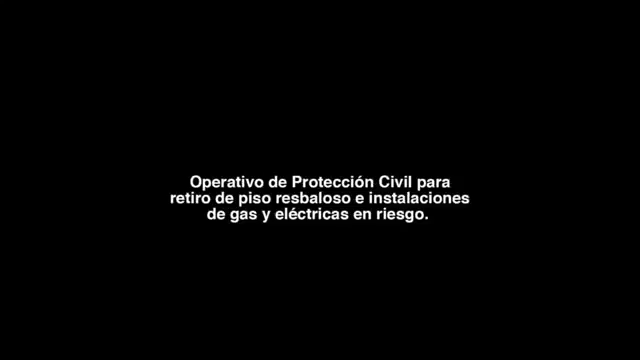 Operativo de Protección Civil para
retiro de piso resbaloso e instalaciones
de gas y eléctricas en riesgo.